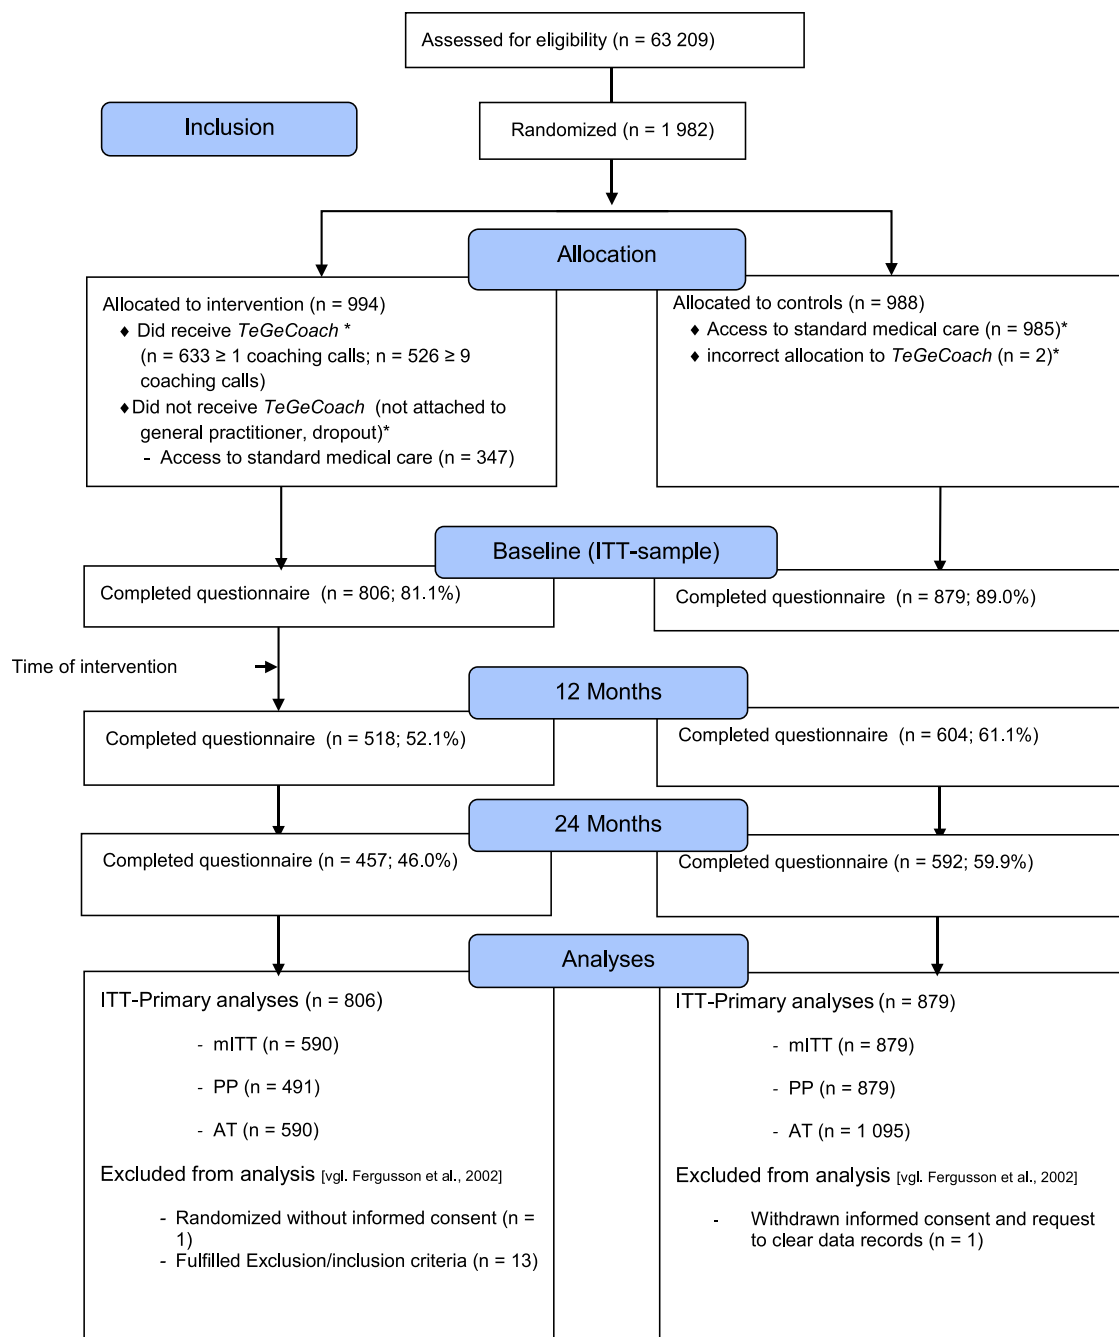 Assessed for eligibility (n = 63 209)
Inclusion
Randomized (n = 1 982)
Allocation
Allocated to intervention (n = 994)
♦ Did receive TeGeCoach *
(n = 633 ≥ 1 coaching calls; n = 526 ≥ 9
coaching calls)
♦Did not receive TeGeCoach (not attached to
general practitioner, dropout)*
- Access to standard medical care (n = 347)
Allocated to controls (n = 988)
♦ Access to standard medical care (n = 985)*
♦ incorrect allocation to TeGeCoach (n = 2)*
Baseline (ITT-sample)
Completed questionnaire (n = 806; 81.1%)
Completed questionnaire (n = 879; 89.0%)
Time of intervention
12 Months
Completed questionnaire (n = 518; 52.1%)
Completed questionnaire (n = 604; 61.1%)
24 Months
Completed questionnaire (n = 457; 46.0%)
Completed questionnaire (n = 592; 59.9%)
Analyses
ITT-Primary analyses (n = 806)
- mITT (n = 590)
- PP (n = 491)
- AT (n = 590)
Excluded from analysis [vgl. Fergusson et al., 2002]
- Randomized without informed consent (n =
1)
- Fulfilled Exclusion/inclusion criteria (n = 13)
ITT-Primary analyses (n = 879)
- mITT (n = 879)
- PP (n = 879)
- AT (n = 1 095)
Excluded from analysis [vgl. Fergusson et al., 2002]
- Withdrawn informed consent and request
to clear data records (n = 1)